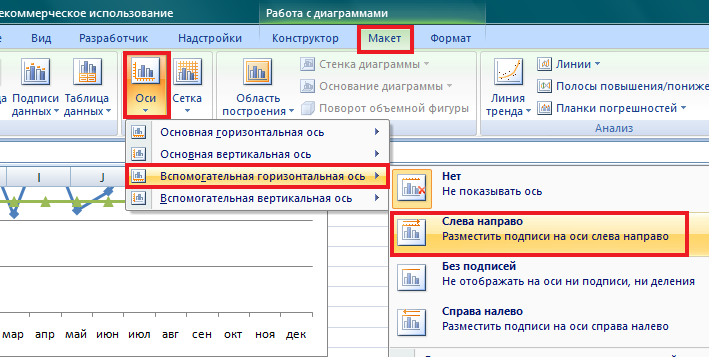 екоммерческое использование
Работа с диаграммами
Вид Разработчик Надстройки Конструктор Макет Формат
Подписи данных
Таблица данных
Оси
Сетка
Область построения
Стенка диаграммы
Основание диаграммы
Поворот объемной фигуры
Линия тренда
Линии
Полосы повышения/пониже
Планки погрешностей
Анализ
Основная горизонтальная ось
Основная вертикальная ось
Вспомогательная горизонтальная ось
Вспомогательная вертикальная ось
I J
Нет
Не показывать ось
Слева направо
Разместить подписи на оси слева направо
Без подписей
Не отображать на оси ни подписи, ни деления
Справа налево
Разместить подписи на оси справа налево
мар апр май июн июл авг сен окт ноя дек